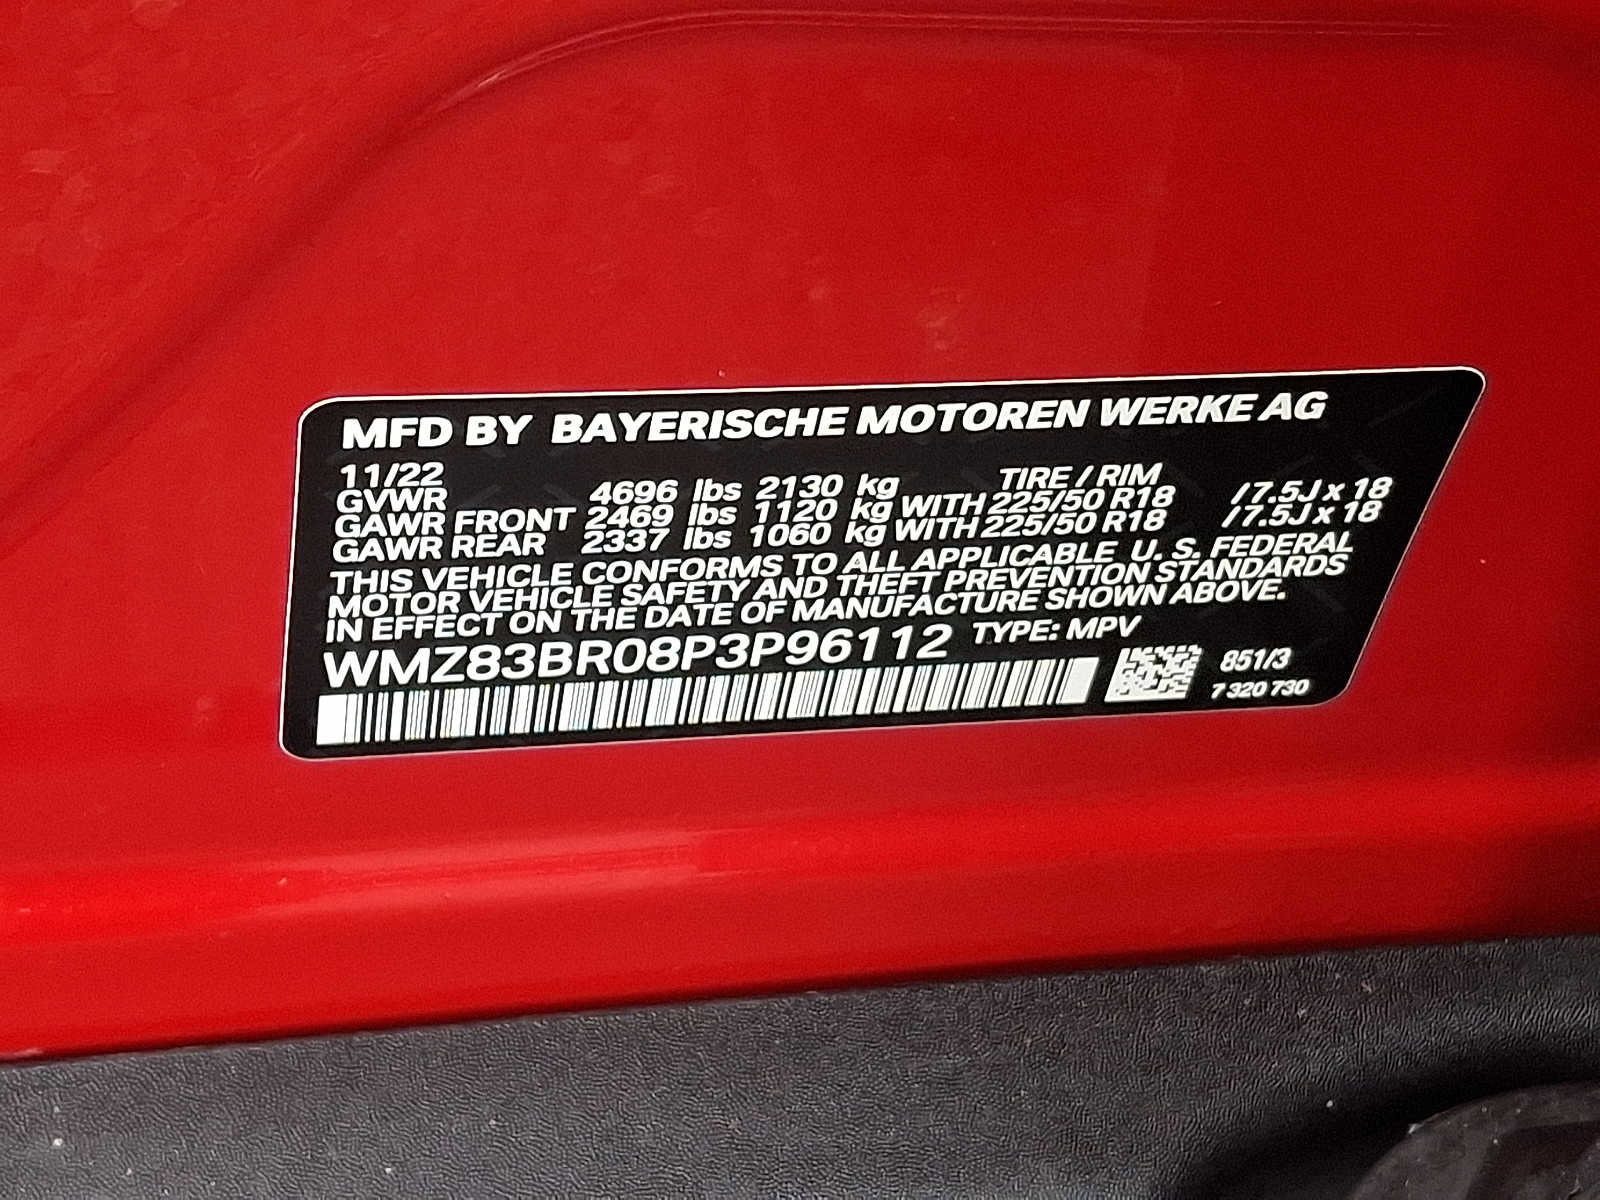 MFD BY BAYERISCHE MOTOREN WERKE AG
11/22 TIRE / RIM
GVWR 4696 lbs 2130 kg
GAWR FRONT 2469 lbs 1120 kg WITH 225/50 R18 / 7.5J x 18
GAWR REAR 2337 lbs 1060 kg WITH 225/50 R18 / 7.5J x 18
THIS VEHICLE CONFORMS TO ALL APPLICABLE U. S. FEDERAL
MOTOR VEHICLE SAFETY AND THEFT PREVENTION STANDARDS
IN EFFECT ON THE DATE OF MANUFACTURE SHOWN ABOVE.
WMZ83BR08P3P96112 TYPE: MPV
851/3
7 320 730